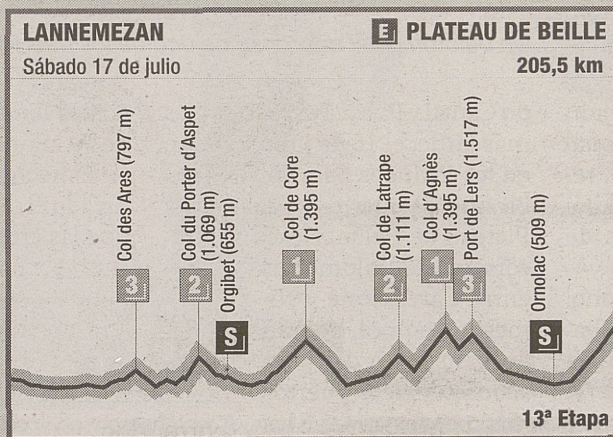 LANNEMEZAN
E PLATEAU DE BEILLE
Sábado 17 de julio
205,5 km
Col des Ares (797 m)
3
Col du Porter d´Aspet
(1.069 m)
2
Orgibet (655 m)
S
Col de Core
(1.395 m)
1
Col de Latrape
(1.111 m)
2
Col d´Agnès
(1.395 m)
1
Port de Lers (1.517 m)
3
Ornolac (509 m)
S
13ª Etapa